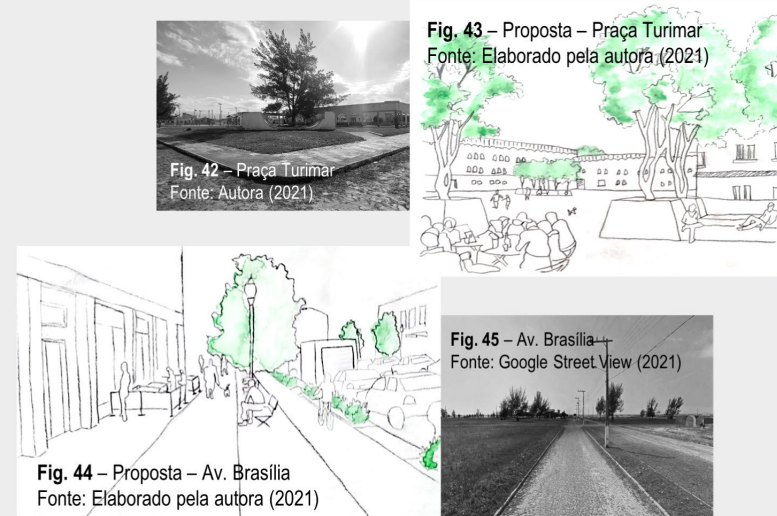 Fig. 42 – Praça Turimar
Fonte: Autora (2021)
Fig. 43 – Proposta – Praça Turimar
Fonte: Elaborado pela autora (2021)
Fig. 44 – Proposta – Av. Brasília
Fonte: Elaborado pela autora (2021)
Fig. 45 – Av. Brasília
Fonte: Google Street View (2021)